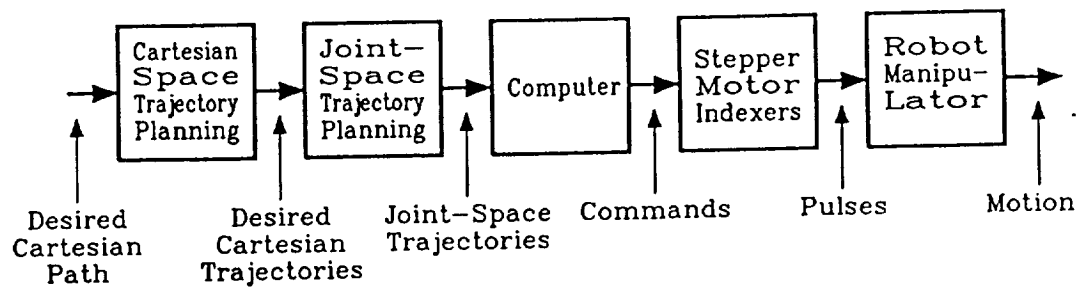 Cartesian
Space
Trajectory
Planning
Joint-
Space
Trajectory
Planning
Computer
Stepper
Motor
Indexers
Robot
Manipu-
Lator
Desired
Cartesian
Path
Desired
Cartesian
Trajectories
Joint-Space
Trajectories
Commands
Pulses
Motion